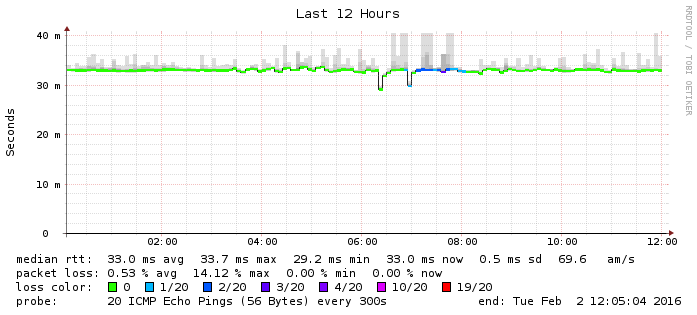 Last 12 Hours
RRDTOOL / TOBI OETIKER
Seconds
40 m
30 m
20 m
10 m
0
02:00 04:00 06:00 08:00 10:00 12:00
median rtt: 33.0 ms avg 33.7 ms max 29.2 ms min 33.0 ms now 0.5 ms sd 69.6 am/s
packet loss: 0.53 % avg 14.12 % max 0.00 % min 0.00 % now
loss color: 0 1/20 2/20 3/20 4/20 10/20 19/20
probe: 20 ICMP Echo Pings (56 Bytes) every 300s end: Tue Feb 2 12:05:04 2016